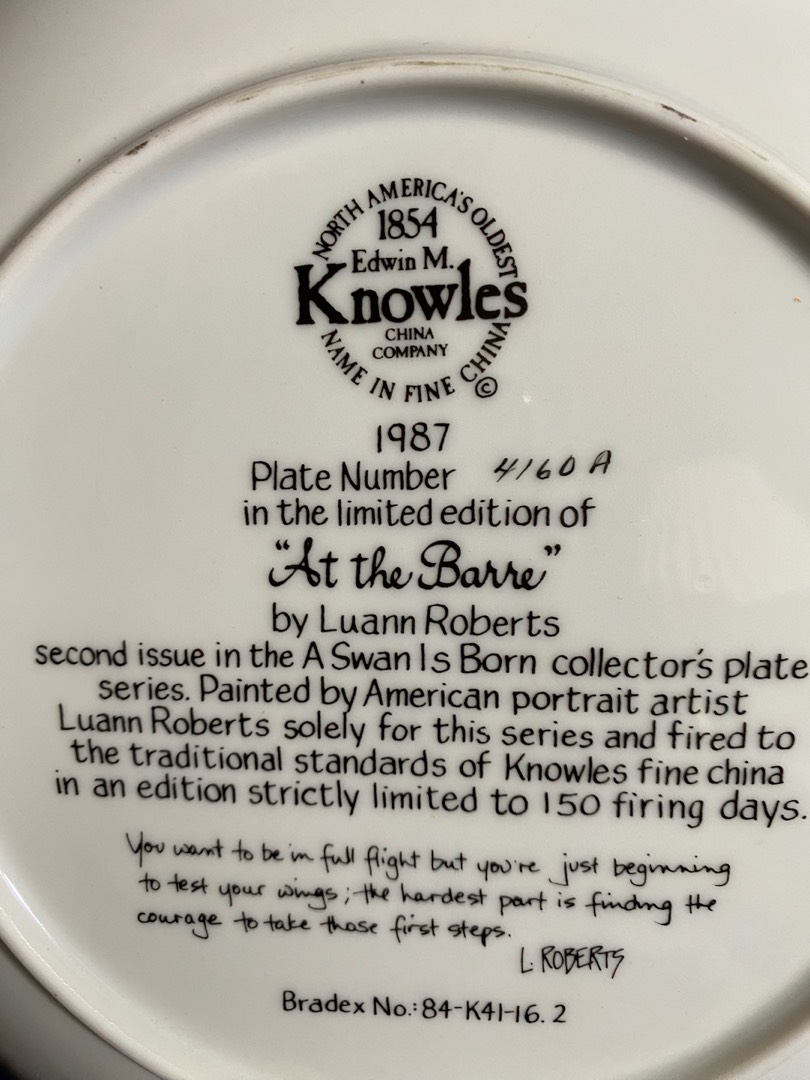 NORTH AMERICA'S OLDEST
1854
Edwin M.
Knowles
CHINA
COMPANY
NAME IN FINE CHINA
©
1987
Plate Number 4160 A
in the limited edition of
"At the Barre"
by Luann Roberts
second issue in the A Swan Is Born collector's plate
series. Painted by American portrait artist
Luann Roberts solely for this series and fired to
the traditional standards of Knowles fine china
in an edition strictly limited to 150 firing days.
You want to be in full flight but you're just beginning
to test your wings; the hardest part is finding the
courage to take those first steps.
L. ROBERTS
Bradex No.: 84-K41-16. 2